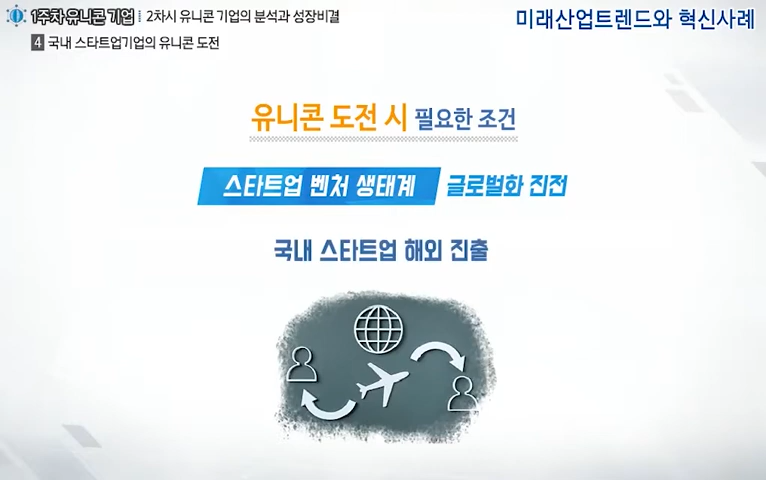 1주차 유니콘 기업 2차시 유니콘 기업의 분석과 성장비결
미래산업트렌드와 혁신사례
4 국내 스타트업기업의 유니콘 도전
유니콘 도전 시 필요한 조건
스타트업 벤처 생태계 글로벌화 진전
국내 스타트업 해외 진출